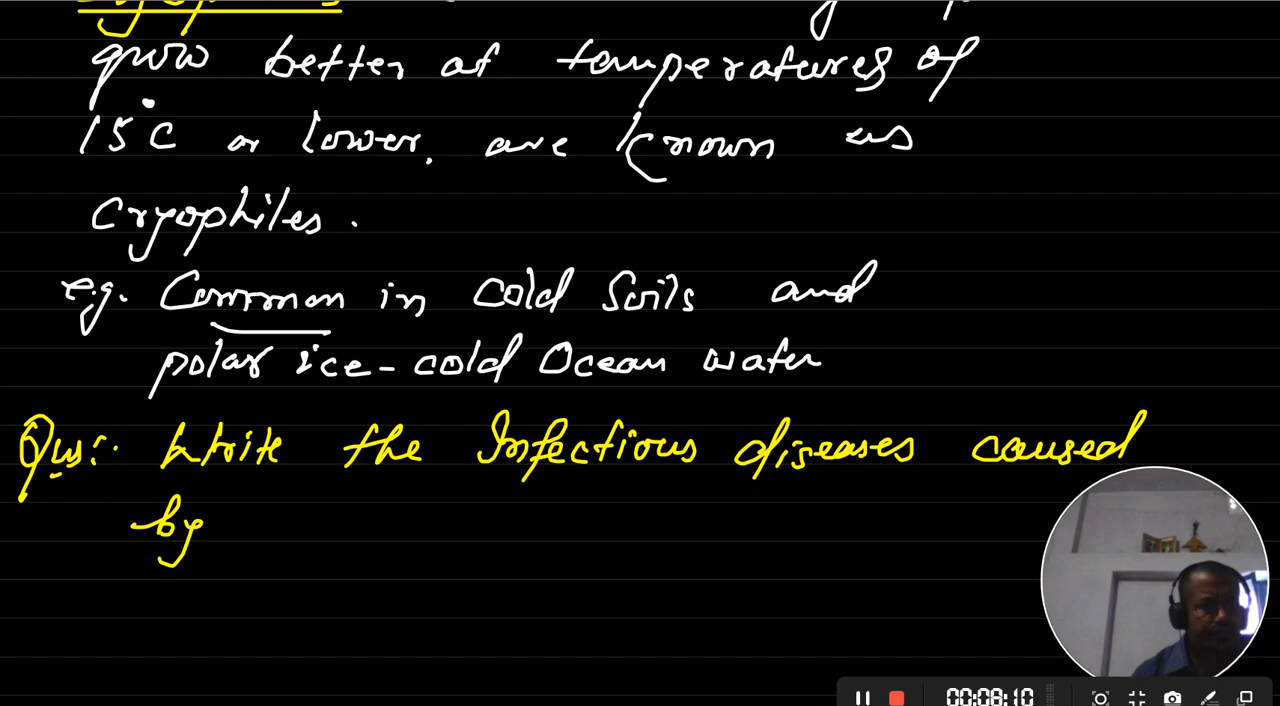 grow better at temperatures of
15°C or lower, are known as
Cryophiles.
e.g. Common in cold Soils and
polar ice-cold Ocean water
Qus:. Write the Infectious diseases caused
by
00:08:10